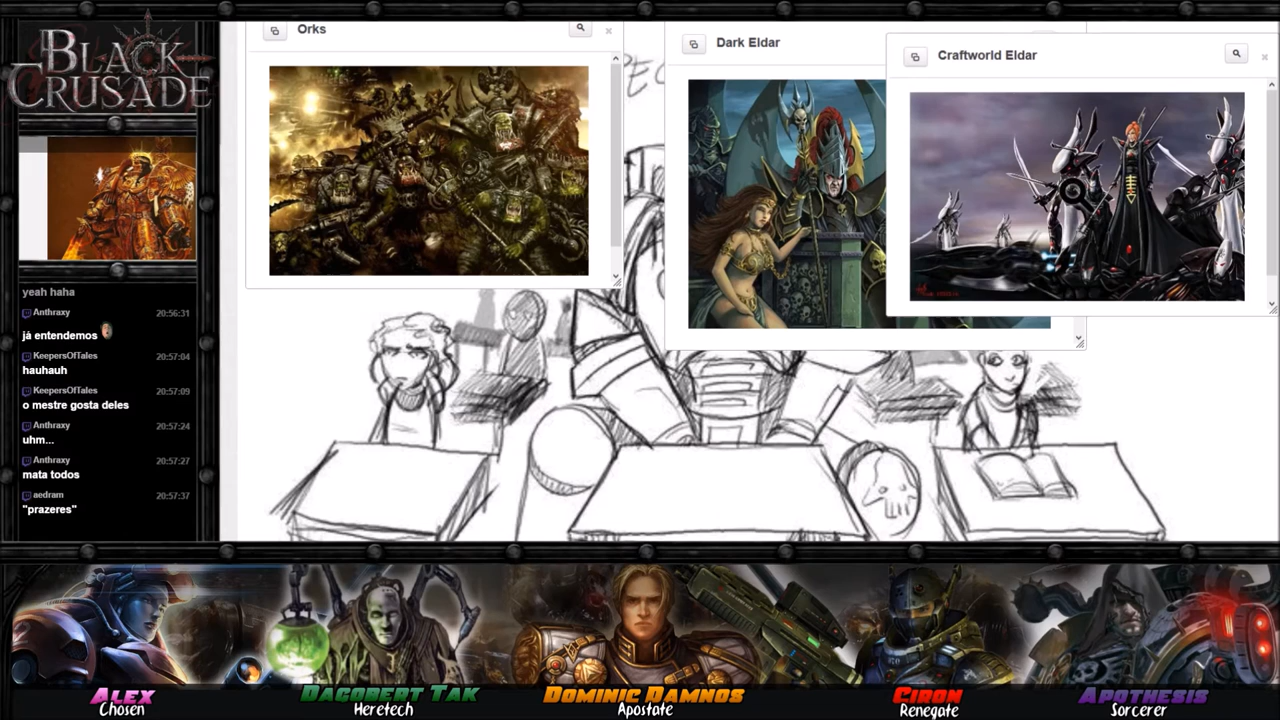 BLACK
CRUSADE
yeah haha
Anthraxy 20:56:31
já entendemos
KeepersOfTales 20:57:04
hauhauh
KeepersOfTales 20:57:09
o mestre gosta deles
Anthraxy 20:57:24
uhm...
Anthraxy 20:57:27
mata todos
aedram 20:57:37
"prazeres"
Orks
Dark Eldar
Craftworld Eldar
ALEX
Chosen
DAGOBERT TAK
Heretech
DOMINIC DAMNOS
Apostate
CIRON
Renegate
APOTHESIS
Sorcerer